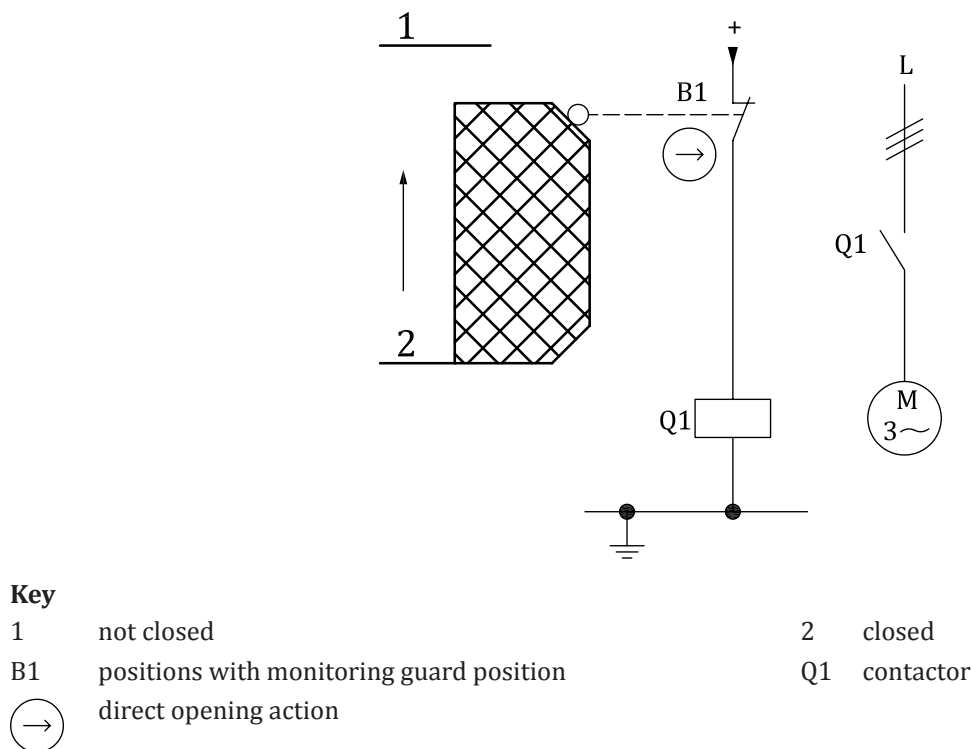 1
+
B1
L
2
Q1
Q1
M
3~
Key
1 not closed 2 closed
B1 positions with monitoring guard position Q1 contactor
→ direct opening action